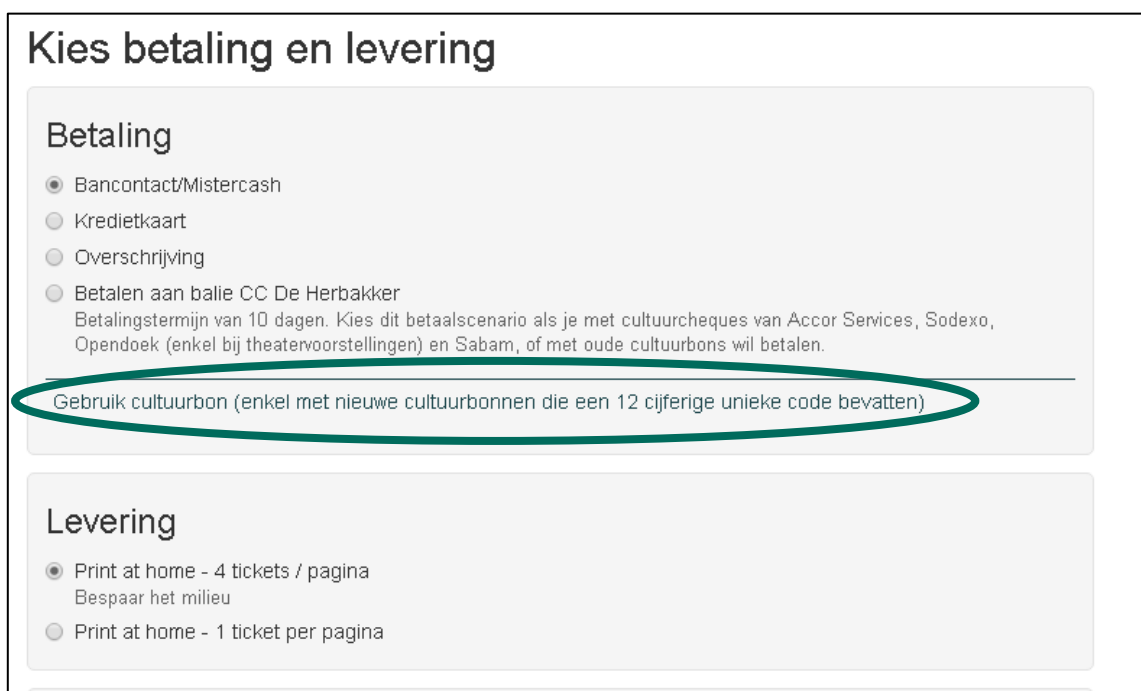 Kies betaling en levering
Betaling
Bancontact/Mistercash
Kredietkaart
Overschrijving
Betalen aan balie CC De Herbakker
Betalingstermijn van 10 dagen. Kies dit betaalscenario als je met cultuurcheques van Accor Services, Sodexo,
Opendoek (enkel bij theatervoorstellingen) en Sabam, of met oude cultuurbons wil betalen.
Gebruik cultuurbon (enkel met nieuwe cultuurbonnen die een 12 cijferige unieke code bevatten)
Levering
Print at home - 4 tickets / pagina
Bespaar het milieu
Print at home - 1 ticket per pagina